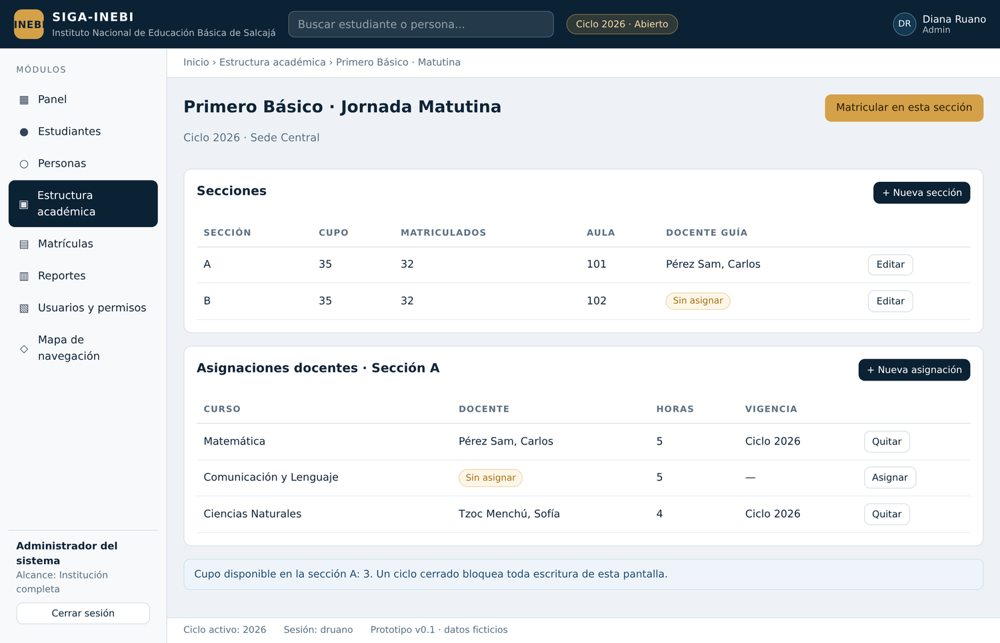 INEBI
SIGA-INEBI
Instituto Nacional de Educación Básica de Salcajá
Buscar estudiante o persona...
Ciclo 2026 · Abierto
DR
Diana Ruano
Admin
MÓDULOS
Panel
Estudiantes
Personas
Estructura
académica
Matrículas
Reportes
Usuarios y permisos
Mapa de
navegación
Administrador del
sistema
Alcance: Institución
completa
Cerrar sesión
Inicio › Estructura académica › Primero Básico · Matutina
Primero Básico · Jornada Matutina
Matricular en esta sección
Ciclo 2026 · Sede Central
Secciones
+ Nueva sección
SECCIÓN CUPO MATRICULADOS AULA DOCENTE GUÍA
A 35 32 101 Pérez Sam, Carlos Editar
B 35 32 102 Sin asignar Editar
Asignaciones docentes · Sección A
+ Nueva asignación
CURSO DOCENTE HORAS VIGENCIA
Matemática Pérez Sam, Carlos 5 Ciclo 2026 Quitar
Comunicación y Lenguaje Sin asignar 5 — Asignar
Ciencias Naturales Tzoc Menchú, Sofía 4 Ciclo 2026 Quitar
Cupo disponible en la sección A: 3. Un ciclo cerrado bloquea toda escritura de esta pantalla.
Ciclo activo: 2026 Sesión: druano Prototipo v0.1 · datos ficticios